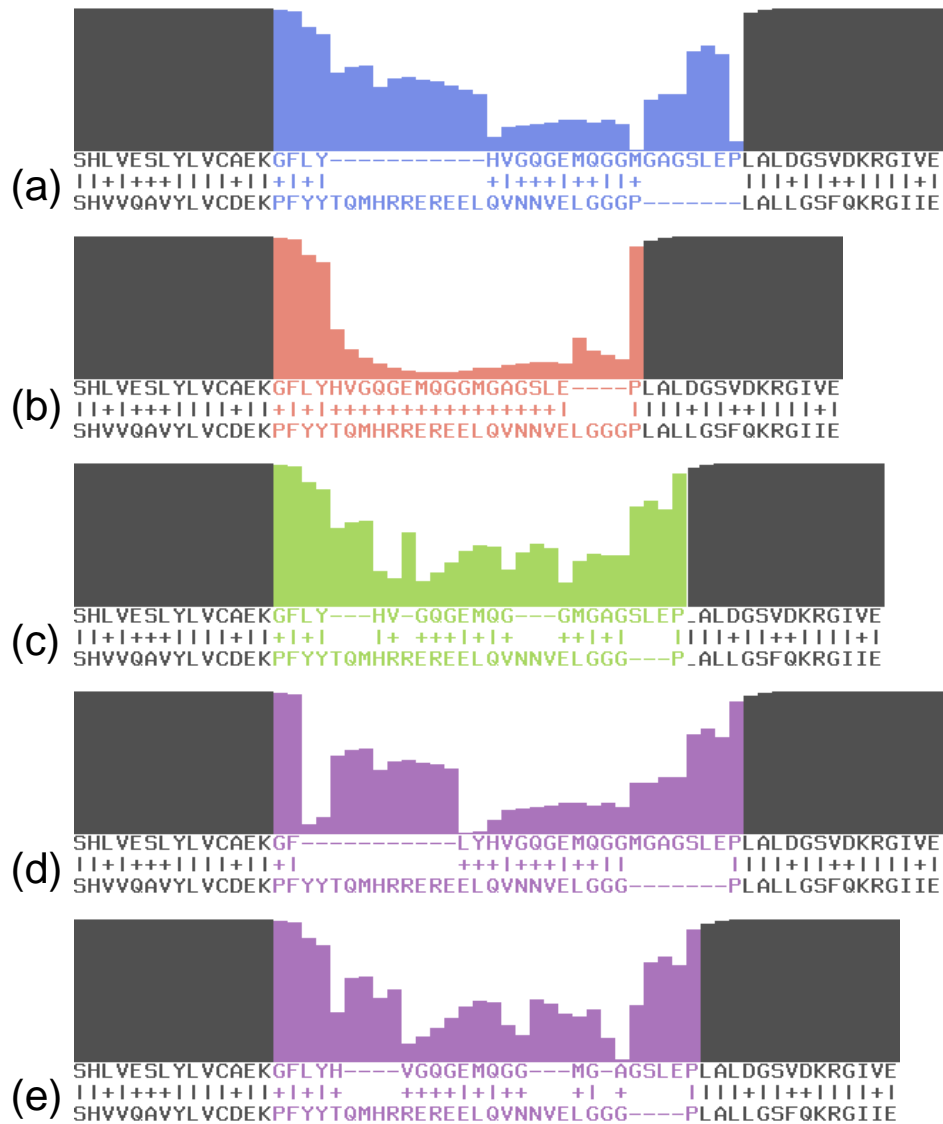 SHLVESLYLVCAEKGFLY-----------HVGQGEMQGGMGAGSLEPLALDGSVDKRGIVE
(a) ||+|+++||||+||+|+|           +|+++|++||+       |||+||++||||+|
SHVVQAVYLVCDEKPFYYTQMHRREREELQVNNVELGGGP-------LALLGSFQKRGIIE
SHLVESLYLVCAEKGFLYHVGQGEMQGGMGAGSLE----PLALDGSVDKRGIVE
(b) ||+|+++||||+||+|+|++++++++++++++++|    ||||+||++||||+|
SHVVQAVYLVCDEKPFYYTQMHRREREELQVNNVELGGGPLALLGSFQKRGIIE
SHLVESLYLVCAEKGFLY---HV-GQGEMQG---GMGAGSLEP_ALDGSVDKRGIVE
(c) ||+|+++||||+||+|+|   |+ +++|+|+   ++|+|   ||||+||++||||+|
SHVVQAVYLVCDEKPFYYTQMHRREREELQVNNVELGGG---P_ALLGSFQKRGIIE
SHLVESLYLVCAEKGF-----------LYHVGQGEMQGGMGAGSLEPLALDGSVDKRGIVE
(d) ||+|+++||||+||+|           +++|+++|++||       ||||+||++||||+|
SHVVQAVYLVCDEKPFYYTQMHRREREELQVNNVELGGG-------PLALLGSFQKRGIIE
SHLVESLYLVCAEKGFLYH----VGQGEMQGG---MG-AGSLEPLALDGSVDKRGIVE
(e) ||+|+++||||+||+|+|+    ++++|+|++   +| +    ||||+||++||||+|
SHVVQAVYLVCDEKPFYYTQMHRREREELQVNNVELGGG----PLALLGSFQKRGIIE